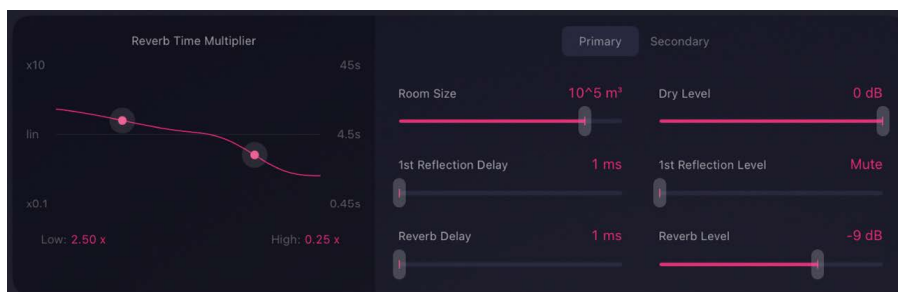 Reverb Time Multiplier
x10 45s
lin 4.5s
x0.1 0.45s
Low: 2.50 x High: 0.25 x
Primary Secondary
Room Size 10^5 m³ Dry Level 0 dB
1st Reflection Delay 1 ms 1st Reflection Level Mute
Reverb Delay 1 ms Reverb Level -9 dB